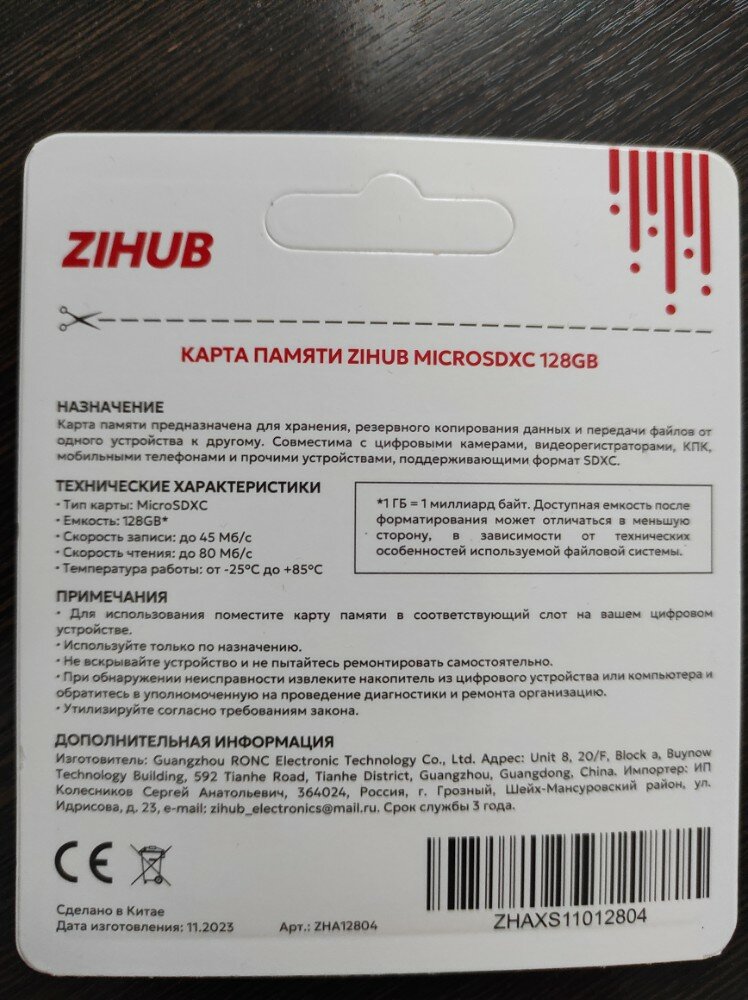 ZIHUB
КАРТА ПАМЯТИ ZIHUB MICROSDXC 128GB
НАЗНАЧЕНИЕ
Карта памяти предназначена для хранения, резервного копирования данных и передачи файлов от
одного устройства к другому. Совместима с цифровыми камерами, видеорегистраторами, КПК,
мобильными телефонами и прочими устройствами, поддерживающими формат SDXC.
ТЕХНИЧЕСКИЕ ХАРАКТЕРИСТИКИ
• Тип карты: MicroSDXC
• Емкость: 128GB*
• Скорость записи: до 45 Мб/с
• Скорость чтения: до 80 Мб/с
• Температура работы: от -25°С до +85°С
*1 ГБ = 1 миллиард байт. Доступная емкость после
форматирования может отличаться в меньшую
сторону, в зависимости от технических
особенностей используемой файловой системы.
ПРИМЕЧАНИЯ
• Для использования поместите карту памяти в соответствующий слот на вашем цифровом
устройстве.
• Используйте только по назначению.
• Не вскрывайте устройство и не пытайтесь ремонтировать самостоятельно.
• При обнаружении неисправности извлеките накопитель из цифрового устройства или компьютера и
обратитесь в уполномоченную на проведение диагностики и ремонта организацию.
• Утилизируйте согласно требованиям закона.
ДОПОЛНИТЕЛЬНАЯ ИНФОРМАЦИЯ
Изготовитель: Guangzhou RONC Electronic Technology Co., Ltd. Адрес: Unit 8, 20/F, Block a, Buynow
Technology Building, 592 Tianhe Road, Tianhe District, Guangzhou, Guangdong, China. Импортер: ИП
Колесников Сергей Анатольевич, 364024, Россия, г. Грозный, Шейх-Мансуровский район, ул.
Идрисова, д. 23, e-mail: zihub_electronics@mail.ru. Срок службы 3 года.
CE
Сделано в Китае
Дата изготовления: 11.2023
Арт.: ZHA12804
ZHAXS11012804